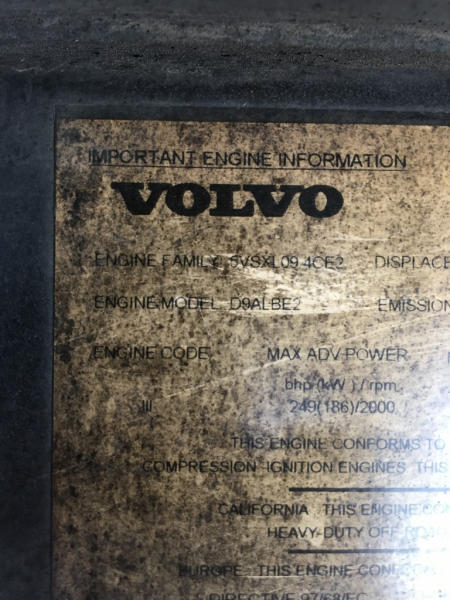 IMPORTANT ENGINE INFORMATION
VOLVO
ENGINE FAMILY 5VSXL09.4CE2 DISPLACE
ENGINE MODEL D9ALBE2 EMISSION
ENGINE CODE MAX ADV POWER
bhp (kW) / rpm
III 249(186)/2000
THIS ENGINE CONFORMS TO
COMPRESSION-IGNITION ENGINES THIS
CALIFORNIA THIS ENGINE CON
HEAVY-DUTY OFF-ROAD
EUROPE THIS ENGINE
DIRECTIVE 97/68/EC